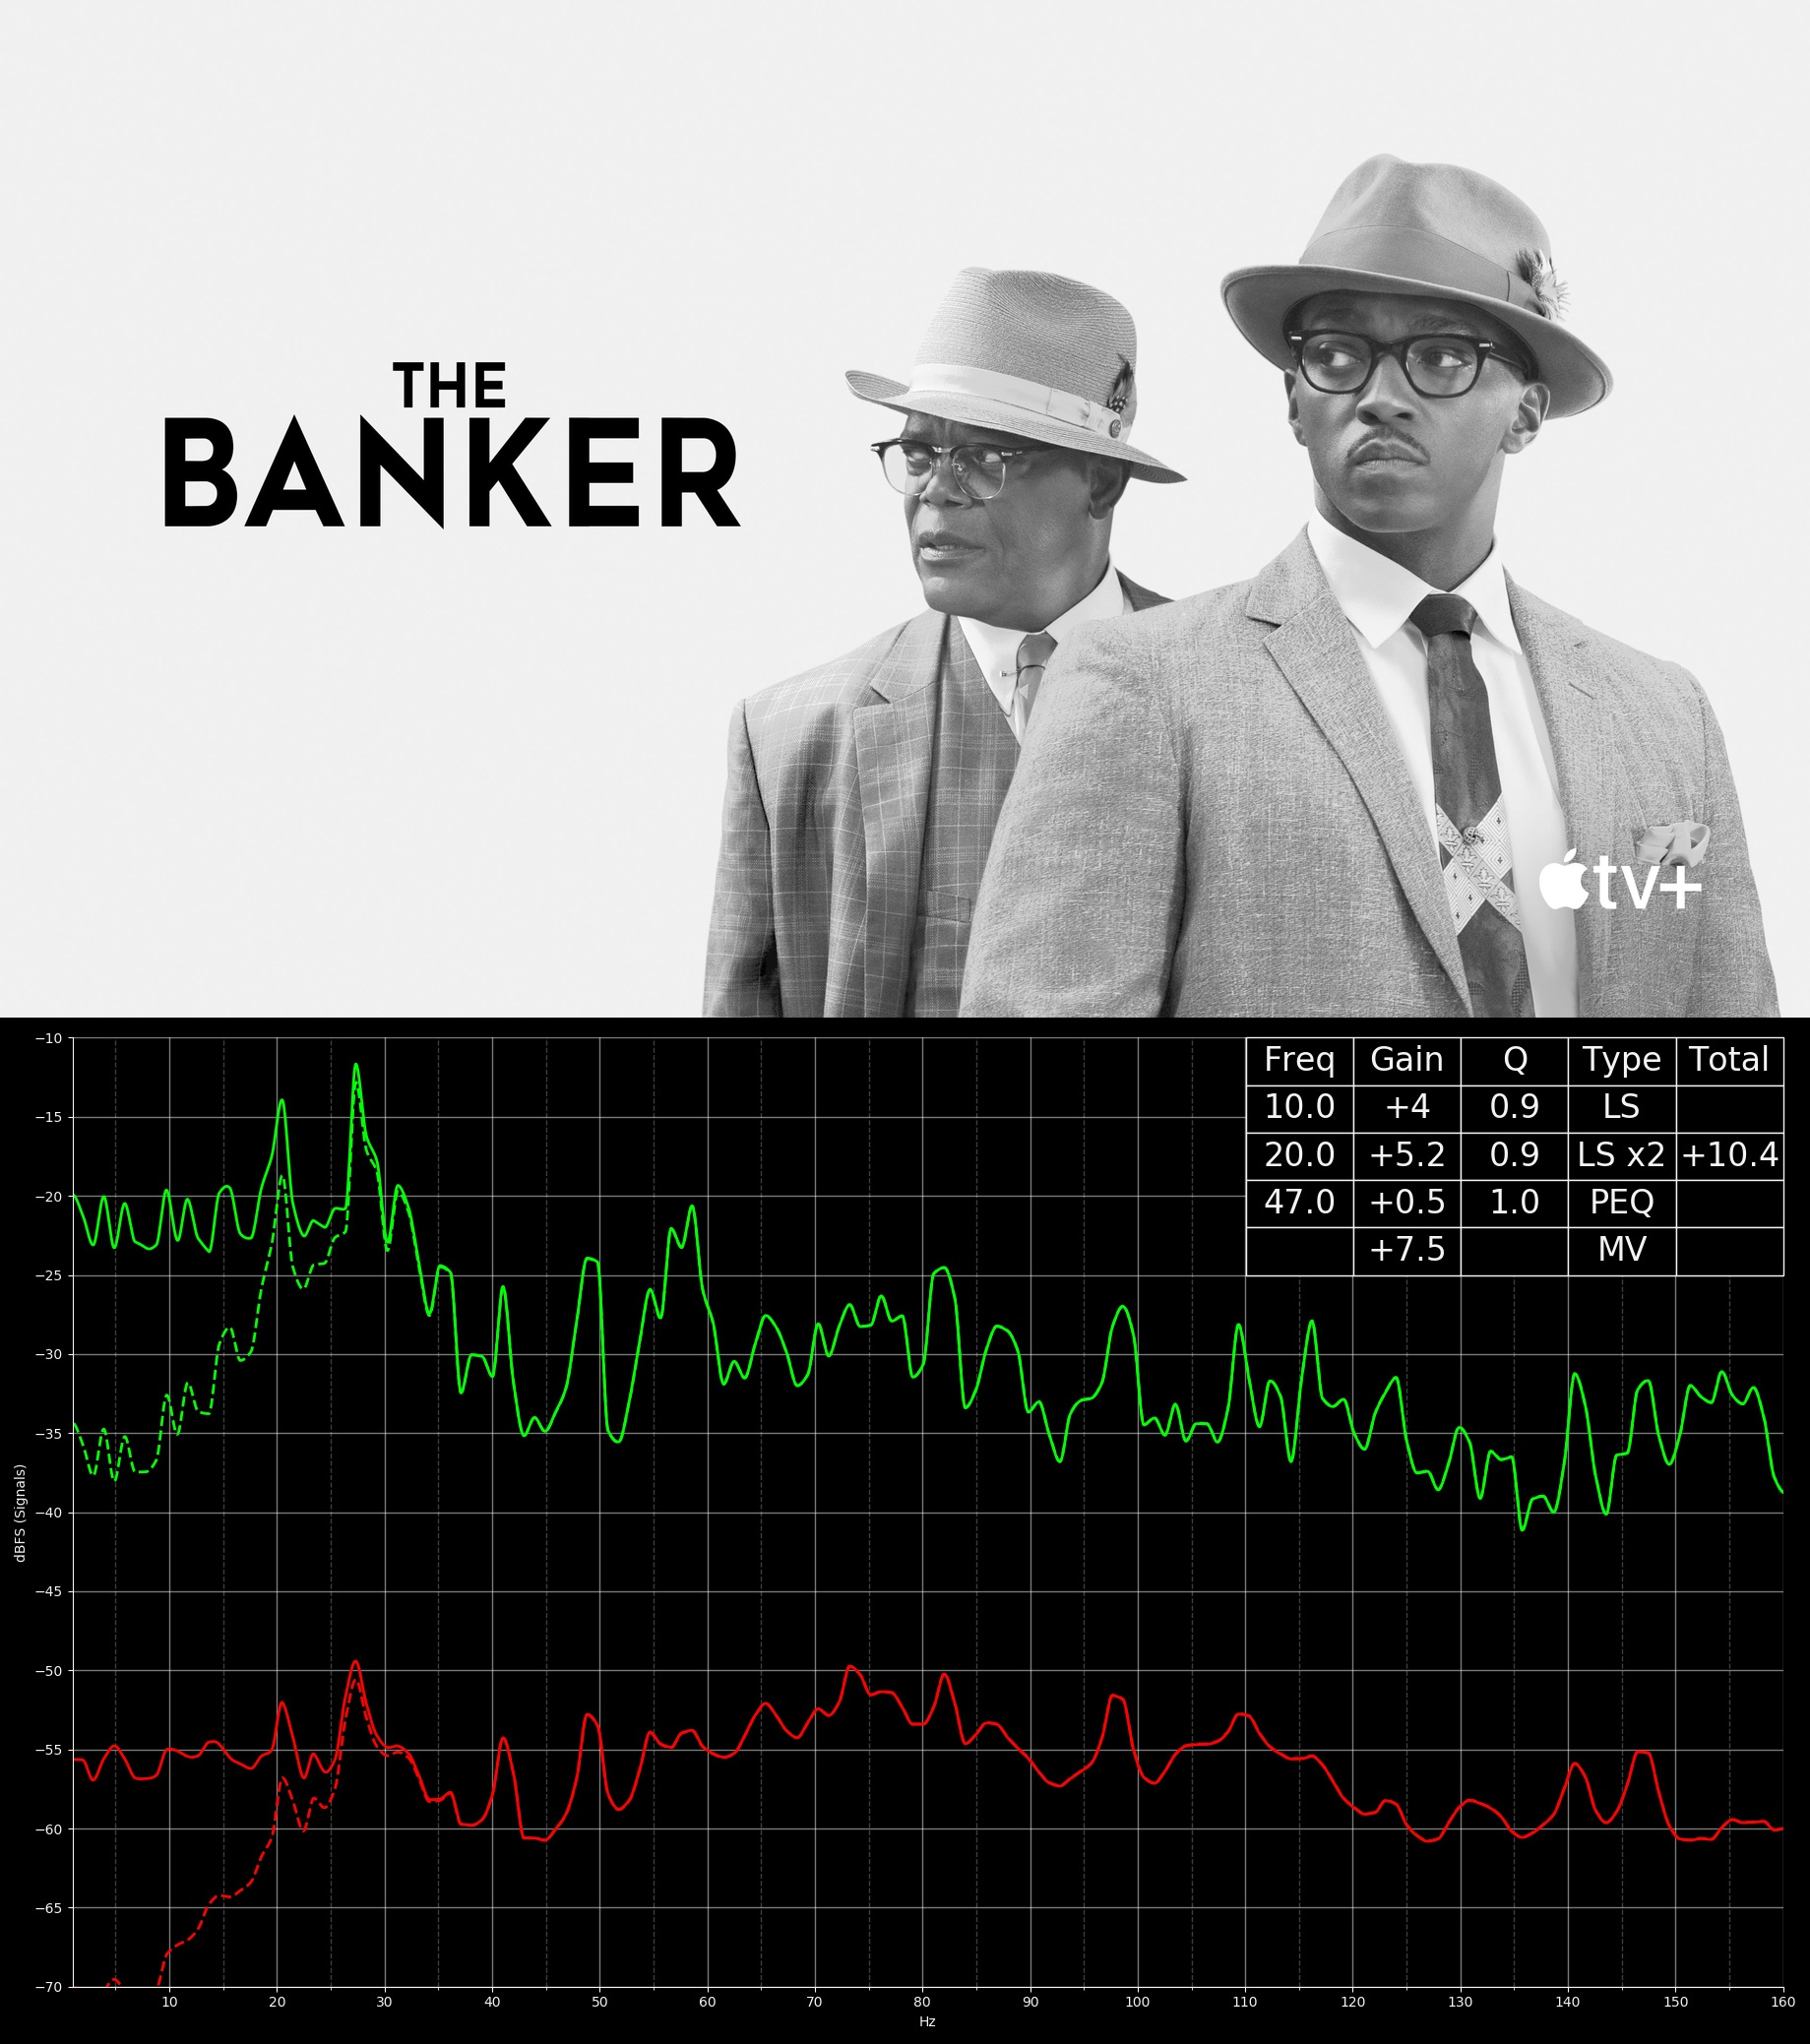 THE
BANKER
tv+
Freq Gain Q Type Total
10.0 +4 0.9 LS
20.0 +5.2 0.9 LS x2 +10.4
47.0 +0.5 1.0 PEQ
+7.5 MV
−10
−15
−20
−25
−30
−35
−40
−45
−50
−55
−60
−65
−70
dBFS (Signals)
10 20 30 40 50 60 70 80 90 100 110 120 130 140 150 160
Hz